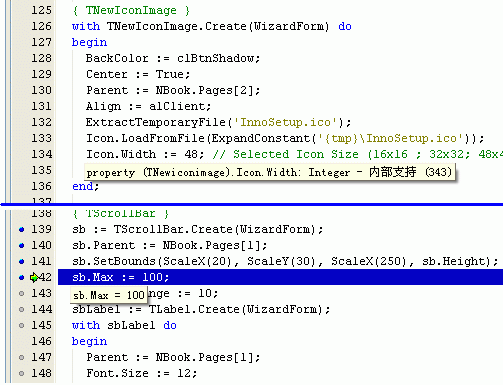 125 { TNewIconImage }
126 with TNewIconImage.Create(WizardForm) do
127 begin
128 BackColor := clBtnShadow;
129 Center := True;
130 Parent := NBook.Pages[2];
131 Align := alClient;
132 ExtractTemporaryFile('InnoSetup.ico');
133 Icon.LoadFromFile(ExpandConstant('{tmp}\InnoSetup.ico'));
134 Icon.Width := 48; // Selected Icon Size (16x16 ; 32x32; 48x4
135 property (TNewiconimage).Icon.Width: Integer - 内部支持 (343)
136 end;
138 { TScrollBar }
139 sb := TScrollBar.Create(WizardForm);
140 sb.Parent := NBook.Pages[1];
141 sb.SetBounds(ScaleX(20), ScaleY(30), ScaleX(250), sb.Height);
142 sb.Max := 100;
143 sb.Max = 100 nge := 10;
144 sbLabel := TLabel.Create(WizardForm);
145 with sbLabel do
146 begin
147 Parent := NBook.Pages[1];
148 Font.Size := 12;